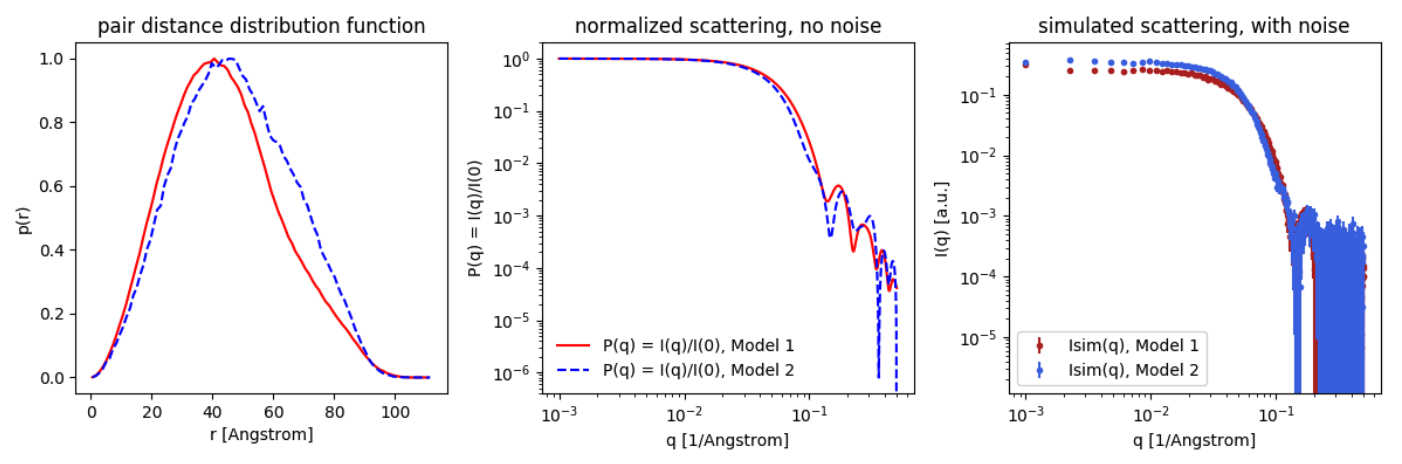 pair distance distribution function
p(r)
1.0
0.8
0.6
0.4
0.2
0.0
0 20 40 60 80 100
r [Angstrom]
normalized scattering, no noise
P(q) = I(q)/I(0)
10^0
10^-1
10^-2
10^-3
10^-4
10^-5
10^-6
P(q) = I(q)/I(0), Model 1
P(q) = I(q)/I(0), Model 2
10^-3 10^-2 10^-1
q [1/Angstrom]
simulated scattering, with noise
I(q) [a.u.]
10^-1
10^-2
10^-3
10^-4
10^-5
Isim(q), Model 1
Isim(q), Model 2
10^-3 10^-2 10^-1
q [1/Angstrom]